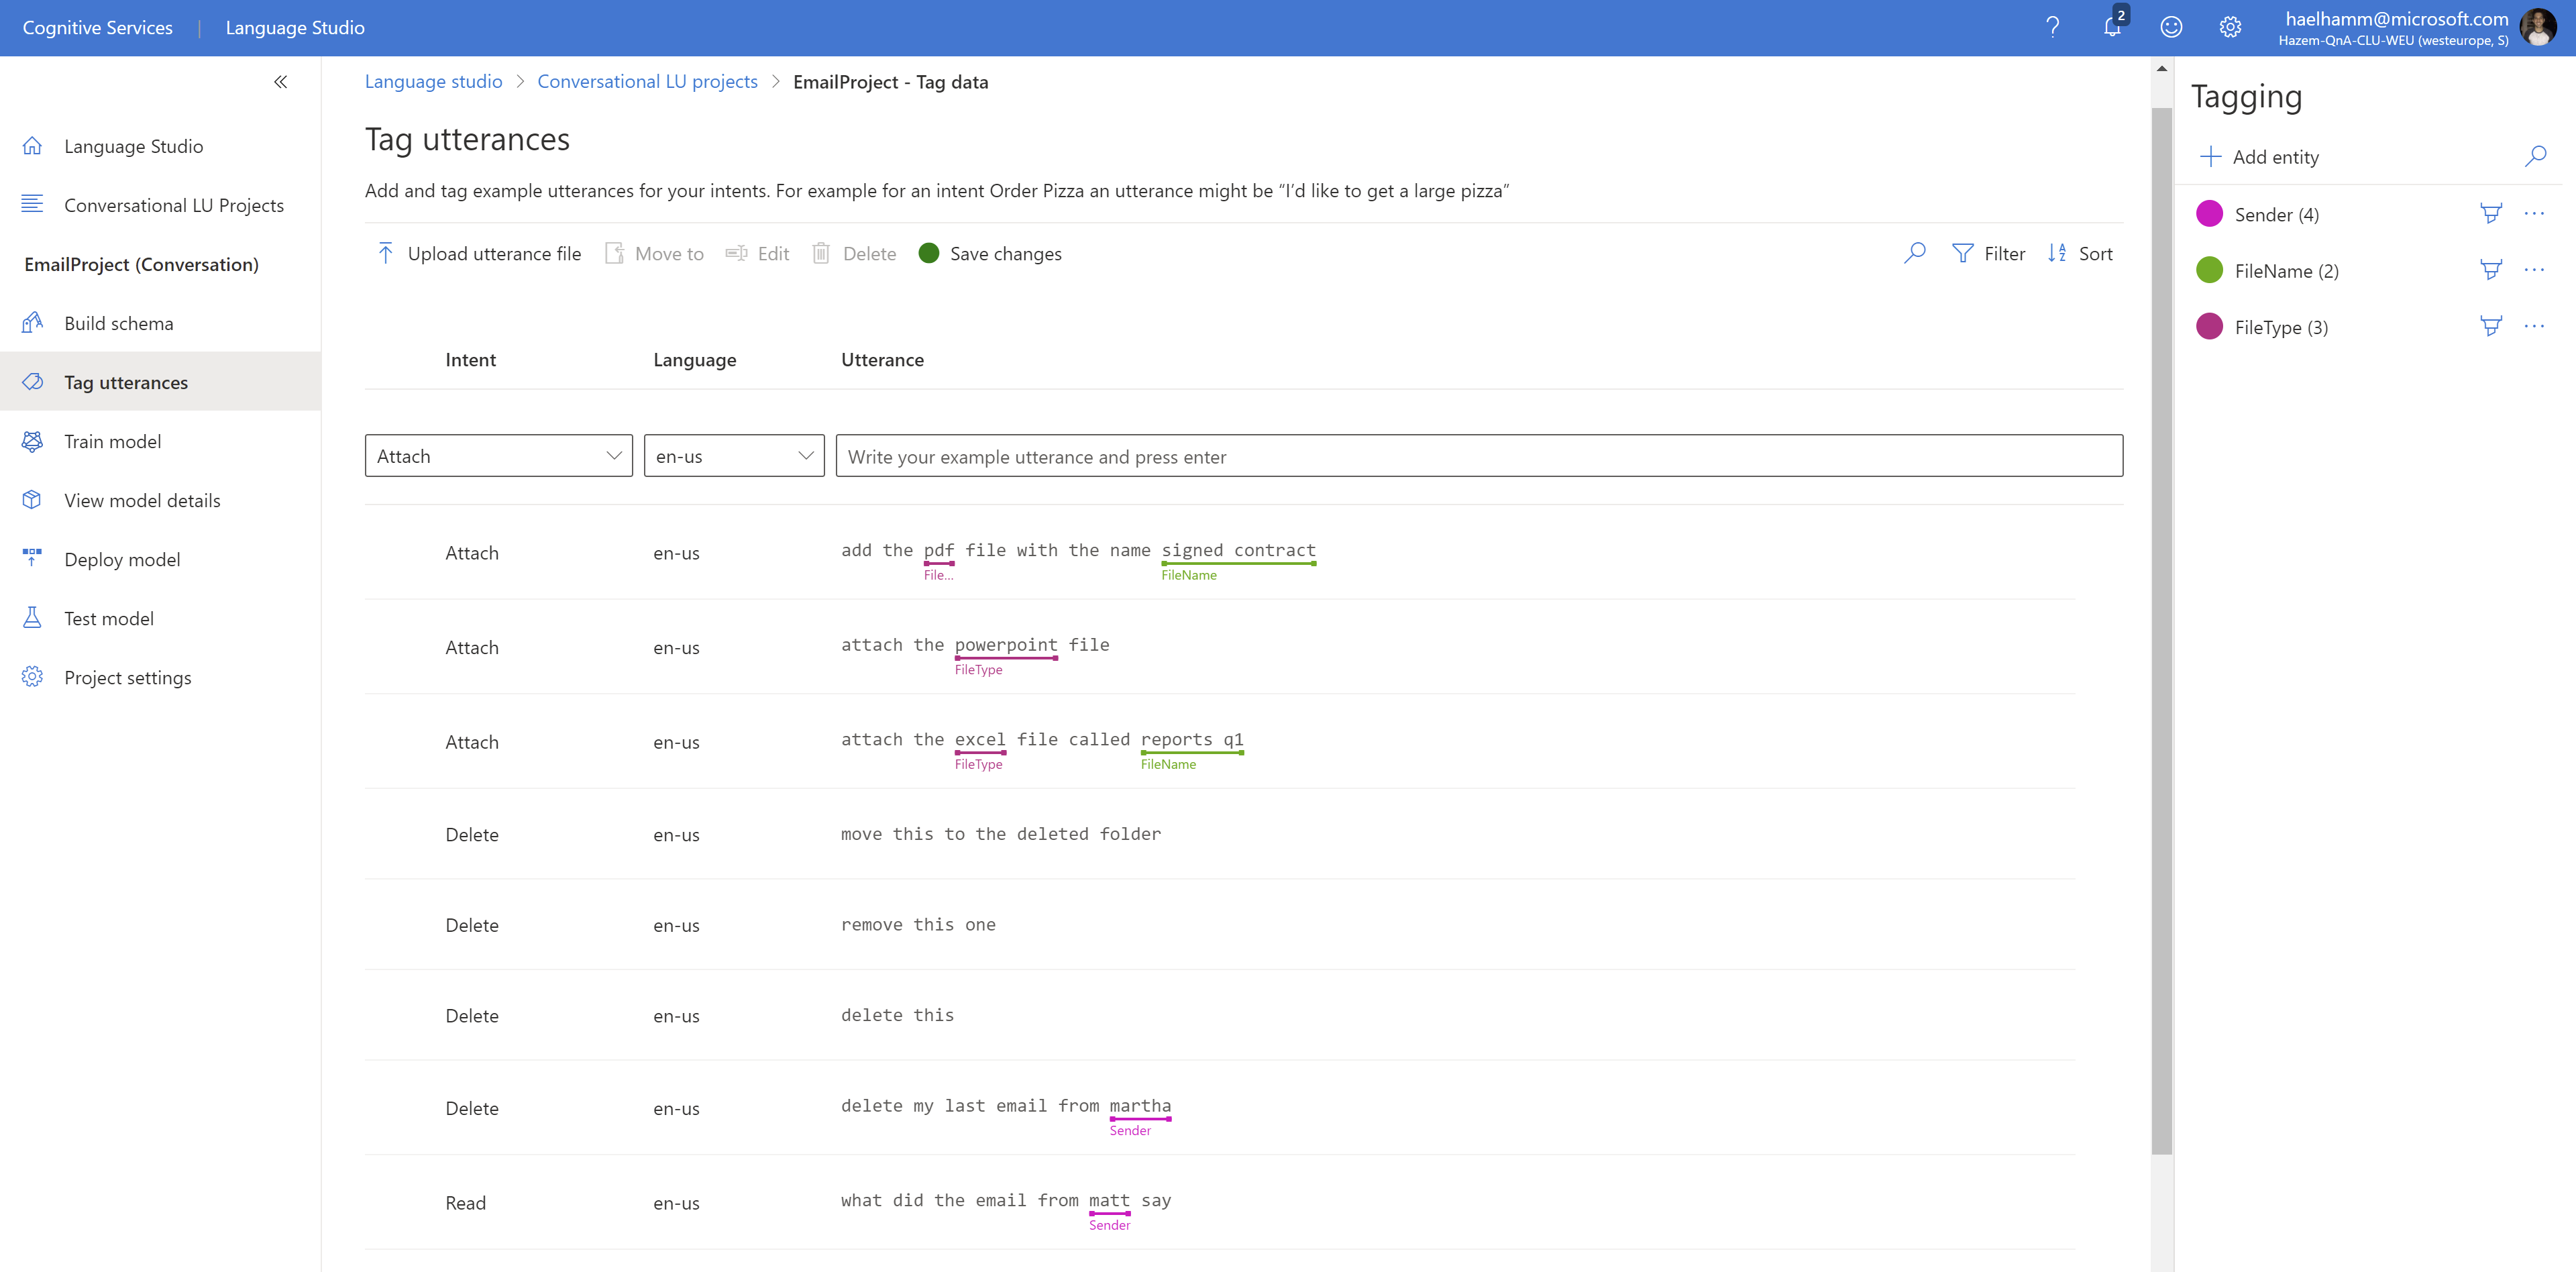 Cognitive Services | Language Studio
2
haelhamm@microsoft.com
Hazem-QnA-CLU-WEU (westeurope, S)
Language Studio
Conversational LU Projects
EmailProject (Conversation)
Build schema
Tag utterances
Train model
View model details
Deploy model
Test model
Project settings
Language studio > Conversational LU projects > EmailProject - Tag data
Tag utterances
Add and tag example utterances for your intents. For example for an intent Order Pizza an utterance might be “I’d like to get a large pizza”
Upload utterance file Move to Edit Delete Save changes Filter Sort
Intent Language Utterance
Attach en-us Write your example utterance and press enter
Attach en-us add the pdf file with the name signed contract
File... FileName
Attach en-us attach the powerpoint file
FileType
Attach en-us attach the excel file called reports q1
FileType FileName
Delete en-us move this to the deleted folder
Delete en-us remove this one
Delete en-us delete this
Delete en-us delete my last email from martha
Sender
Read en-us what did the email from matt say
Sender
Tagging
Add entity
Sender (4)
FileName (2)
FileType (3)